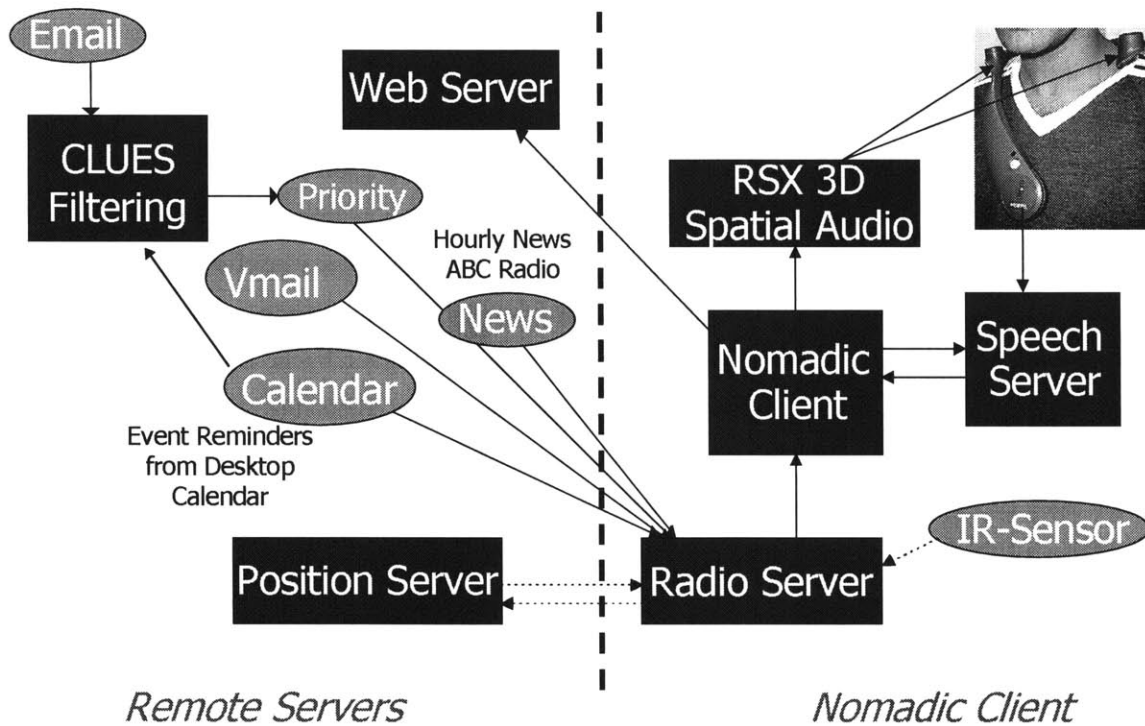 Email
Web Server
CLUES
Filtering
Priority
RSX 3D
Spatial Audio
Hourly News
ABC Radio
Vmail
News
Nomadic
Client
Speech
Server
Calendar
Event Reminders
from Desktop
Calendar
IR-Sensor
Position Server
Radio Server
Remote Servers
Nomadic Client